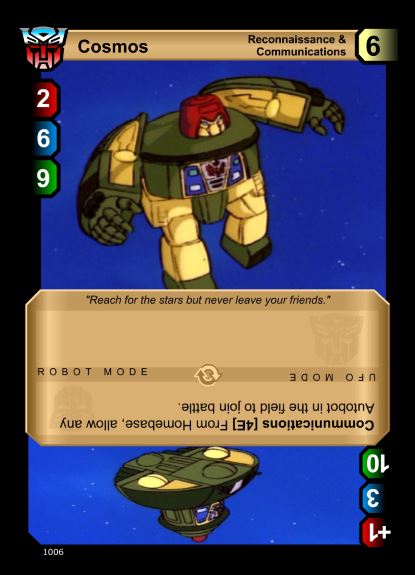 Cosmos
Reconnaissance &
Communications
6
2
6
9
"Reach for the stars but never leave your friends."
ROBOT MODE
3
UFO MODE
Communications [4E] From Homebase, allow any
Autobot in the field to join battle.
+1
3
10
1006